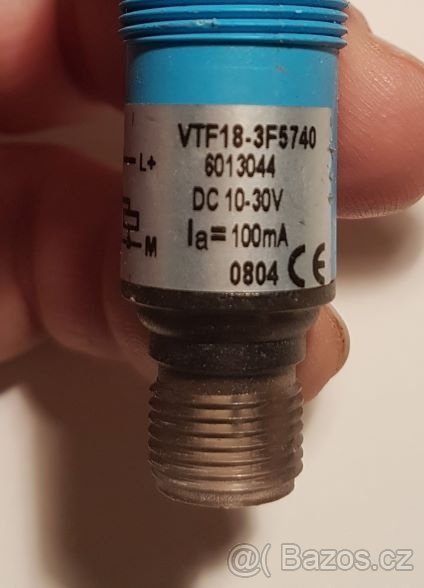 VTF18-3F5740
6013044
L+
DC 10-30V
M
Ia=100mA
0804 CE
@( Bazos.cz